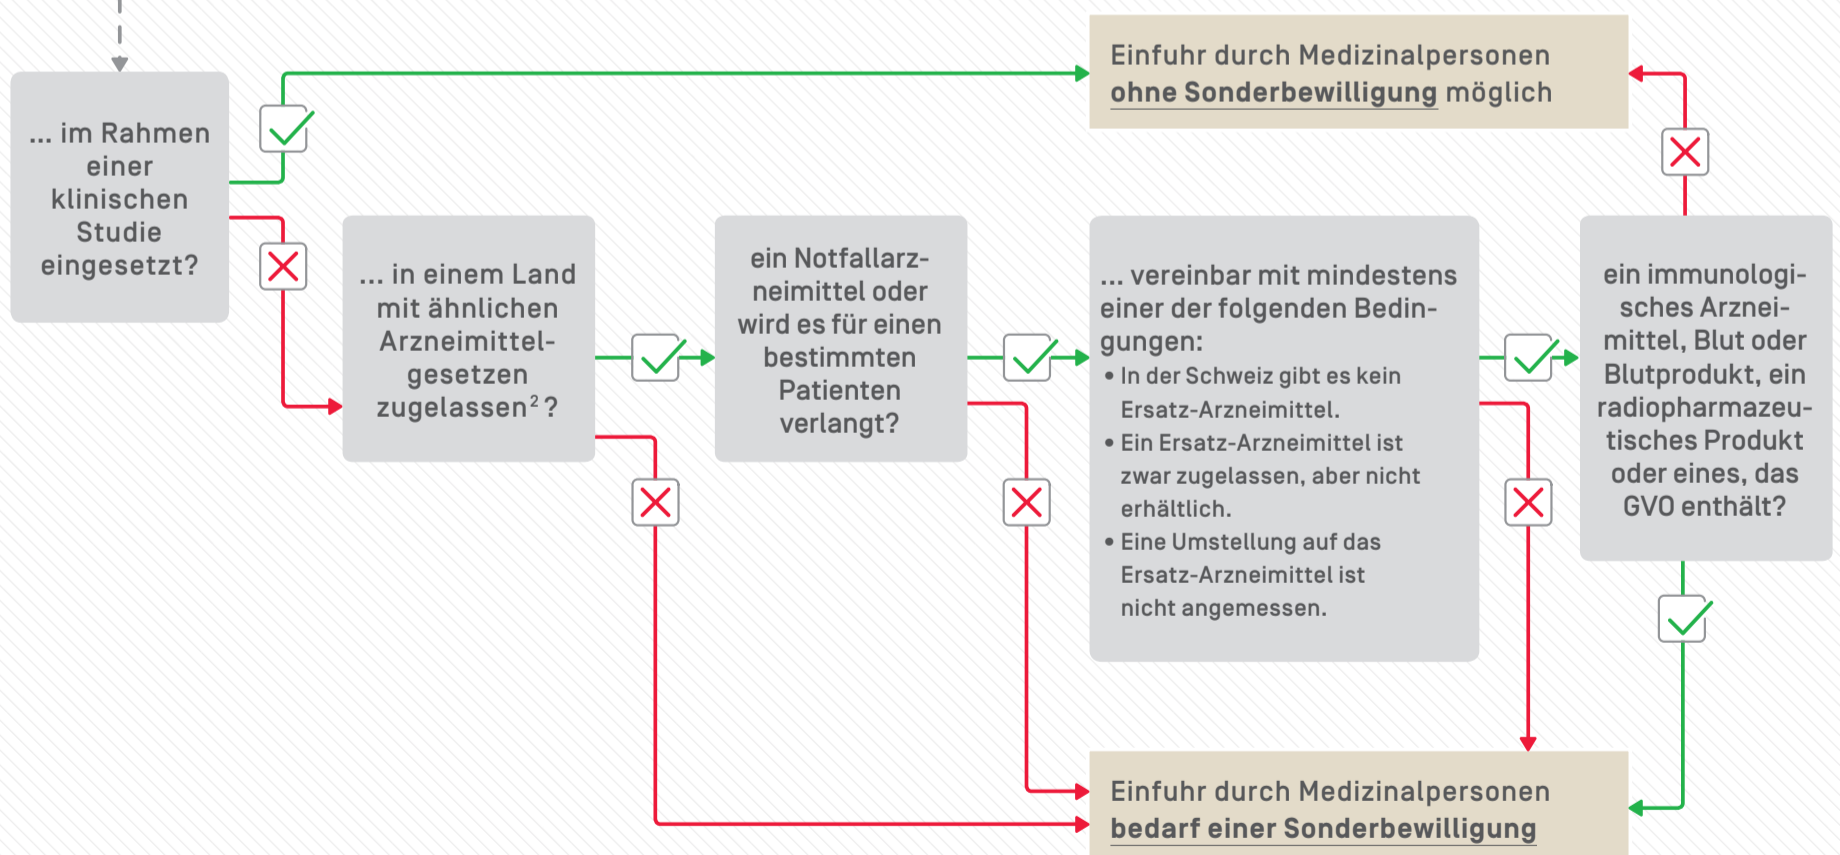 ... im Rahmen
einer
klinischen
Studie
eingesetzt?
Einfuhr durch Medizinalpersonen
ohne Sonderbewilligung möglich
... in einem Land
mit ähnlichen
Arzneimittel-
gesetzen
zugelassen² ?
ein Notfallarz-
neimittel oder
wird es für einen
bestimmten
Patienten
verlangt?
... vereinbar mit mindestens
einer der folgenden Bedin-
gungen:
• In der Schweiz gibt es kein
Ersatz-Arzneimittel.
• Ein Ersatz-Arzneimittel ist
zwar zugelassen, aber nicht
erhältlich.
• Eine Umstellung auf das
Ersatz-Arzneimittel ist
nicht angemessen.
ein immunologi-
sches Arznei-
mittel, Blut oder
Blutprodukt, ein
radiopharmazeu-
tisches Produkt
oder eines, das
GVO enthält?
Einfuhr durch Medizinalpersonen
bedarf einer Sonderbewilligung